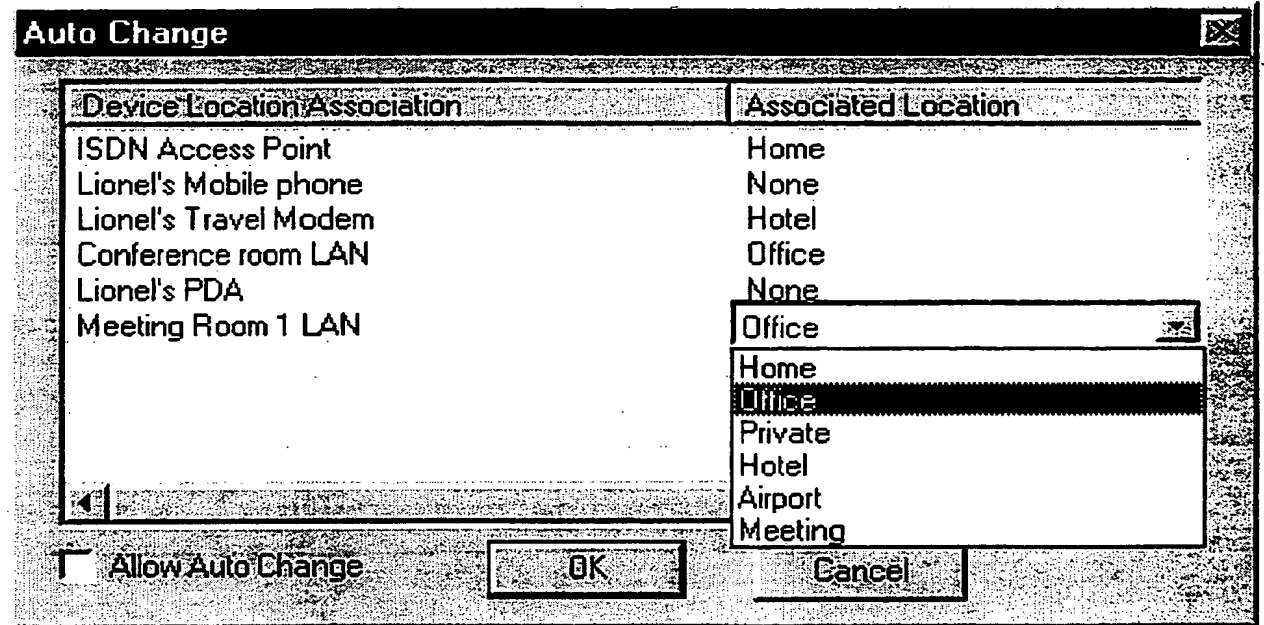 Auto Change
Device Location Association Associated Location
ISDN Access Point Home
Lionel's Mobile phone None
Lionel's Travel Modem Hotel
Conference room LAN Office
Lionel's PDA None
Meeting Room 1 LAN Office
Home
Office
Private
Hotel
Airport
Meeting
Allow Auto Change OK Cancel